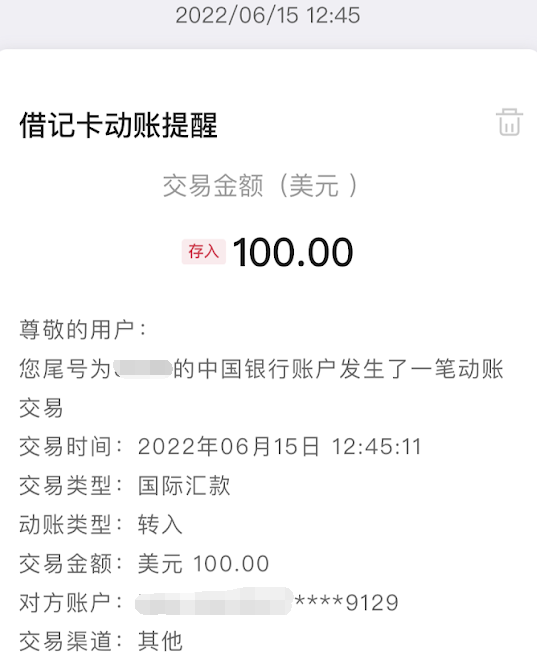 2022/06/15 12:45
借记卡动账提醒
交易金额（美元 ）
存入 100.00
尊敬的用户：
您尾号为的中国银行账户发生了一笔动账
交易
交易时间：2022年06月15日 12:45:11
交易类型：国际汇款
动账类型：转入
交易金额：美元 100.00
对方账户：****9129
交易渠道：其他